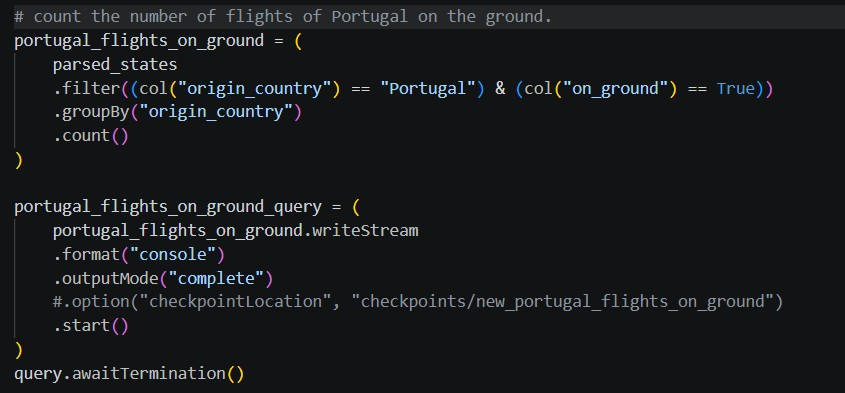 # count the number of flights of Portugal on the ground.
portugal_flights_on_ground = (
    parsed_states
    .filter((col("origin_country") == "Portugal") & (col("on_ground") == True))
    .groupBy("origin_country")
    .count()
)

portugal_flights_on_ground_query = (
    portugal_flights_on_ground.writeStream
    .format("console")
    .outputMode("complete")
    #.option("checkpointLocation", "checkpoints/new_portugal_flights_on_ground")
    .start()
)
query.awaitTermination()